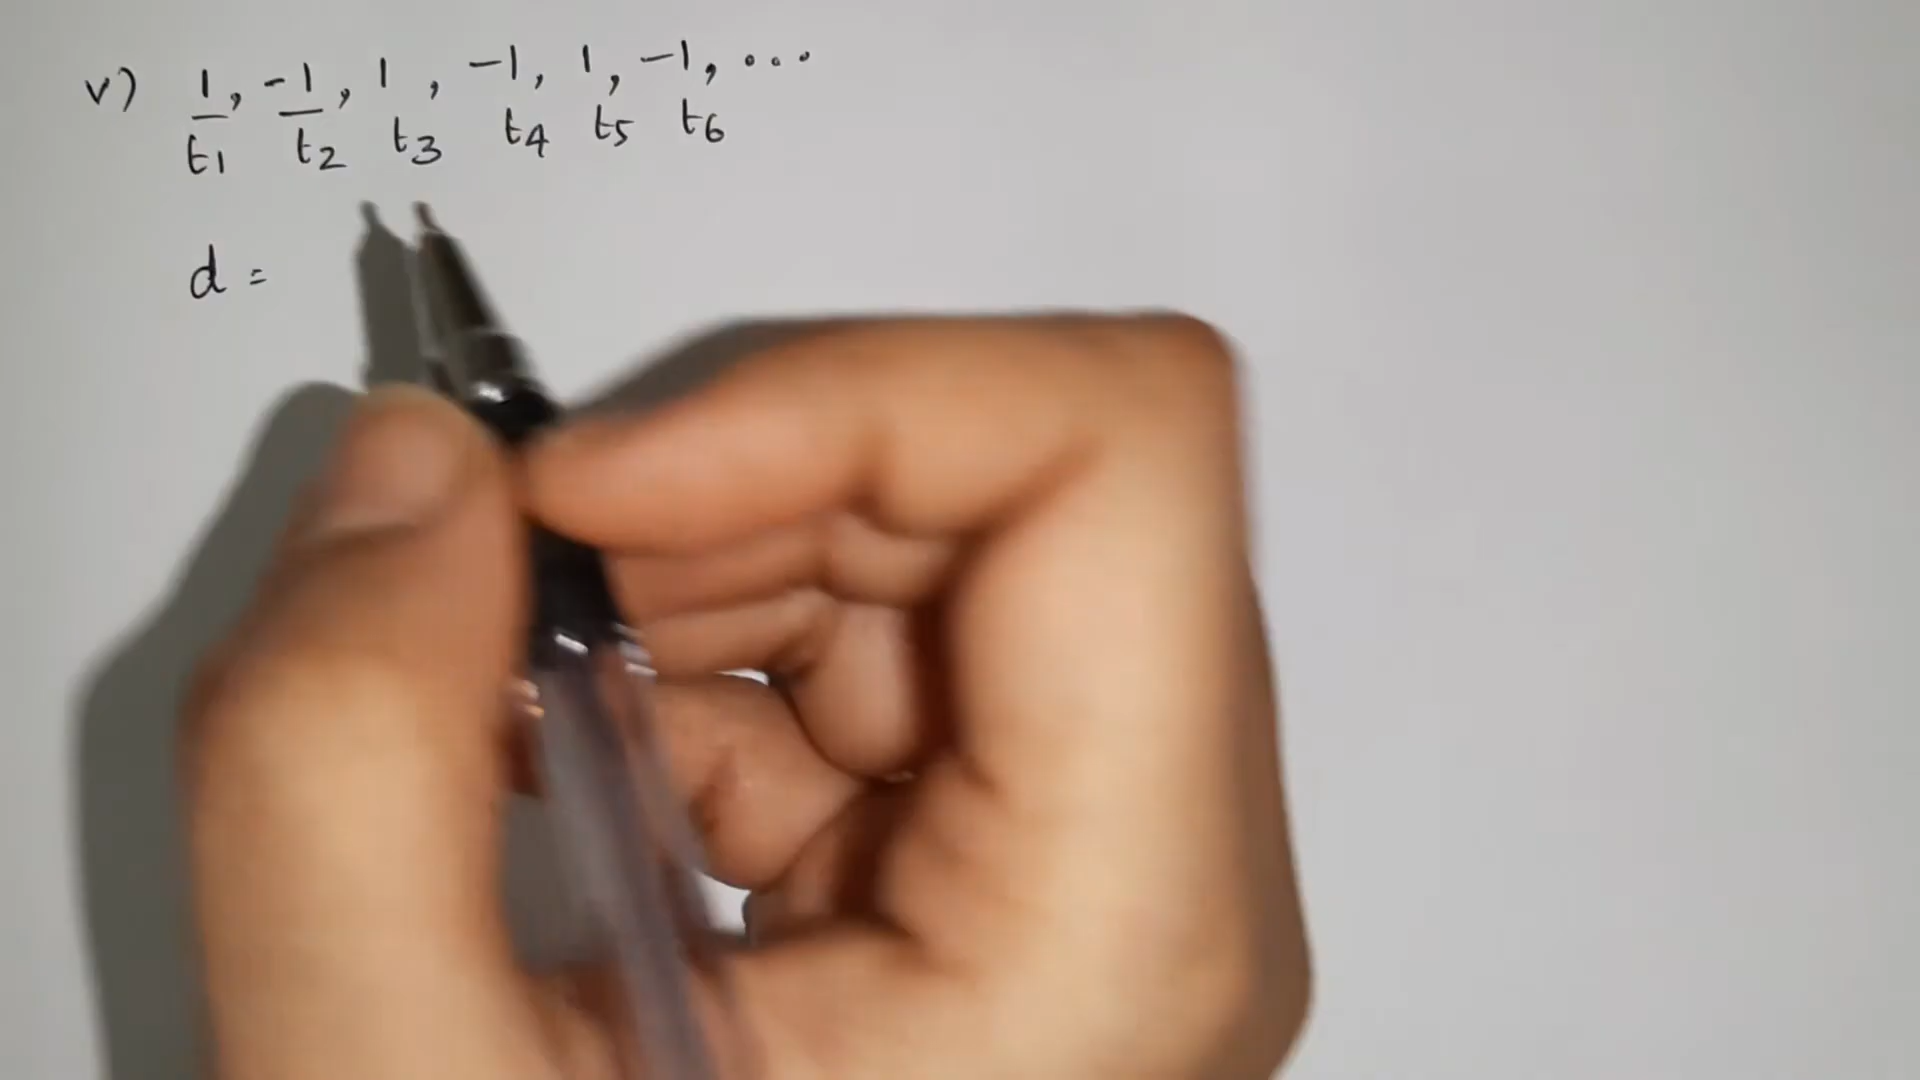 v) 1, -1, 1, -1, 1, -1, ...
t1 t2 t3 t4 t5 t6
d =